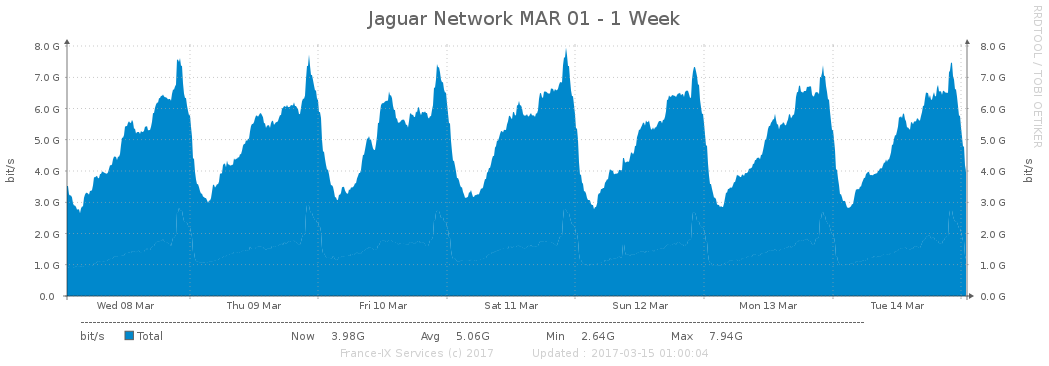 Jaguar Network MAR 01 - 1 Week
RRDTOOL / TOBI OETIKER
bit/s
8.0 G
7.0 G
6.0 G
5.0 G
4.0 G
3.0 G
2.0 G
1.0 G
0.0
8.0 G
7.0 G
6.0 G
5.0 G
4.0 G
3.0 G
2.0 G
1.0 G
0.0 G
bit/s
Wed 08 Mar Thu 09 Mar Fri 10 Mar Sat 11 Mar Sun 12 Mar Mon 13 Mar Tue 14 Mar
bit/s Total Now 3.98G Avg 5.06G Min 2.64G Max 7.94G
France-IX Services (c) 2017 Updated : 2017-03-15 01:00:04